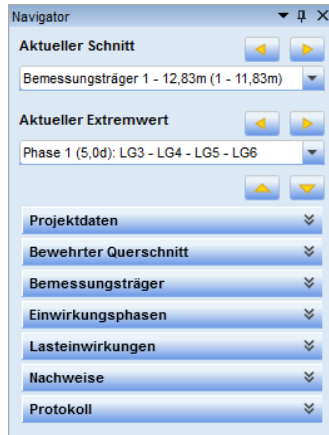 Navigator
Aktueller Schnitt
Bemessungsträger 1 - 12,83m (1 - 11,83m)
Aktueller Extremwert
Phase 1 (5,0d): LG3 - LG4 - LG5 - LG6
Projektdaten
Bewehrter Querschnitt
Bemessungsträger
Einwirkungsphasen
Lasteinwirkungen
Nachweise
Protokoll